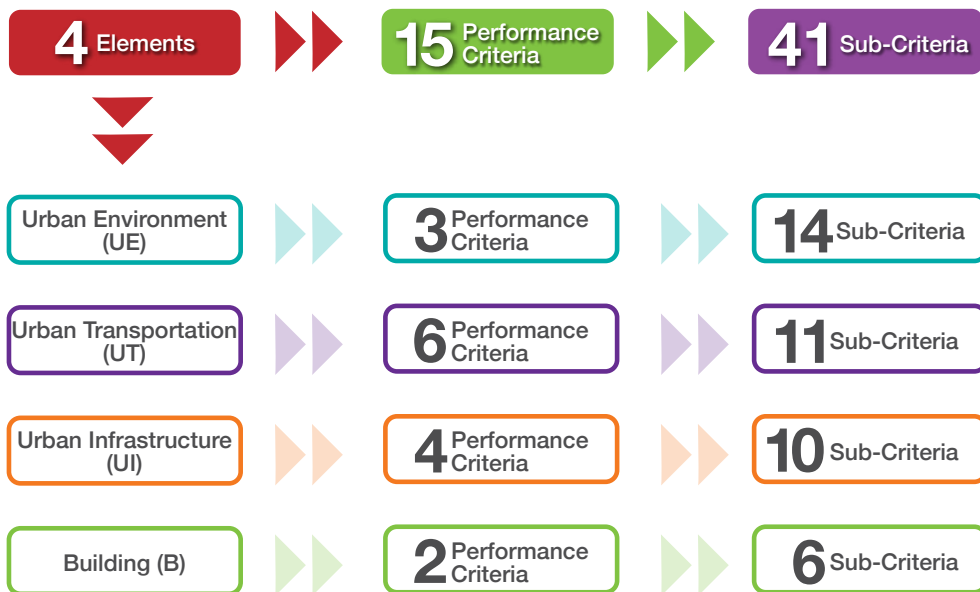 4 Elements
15 Performance
Criteria
41 Sub-Criteria
Urban Environment
(UE)
3 Performance
Criteria
14 Sub-Criteria
Urban Transportation
(UT)
6 Performance
Criteria
11 Sub-Criteria
Urban Infrastructure
(UI)
4 Performance
Criteria
10 Sub-Criteria
Building (B)
2 Performance
Criteria
6 Sub-Criteria